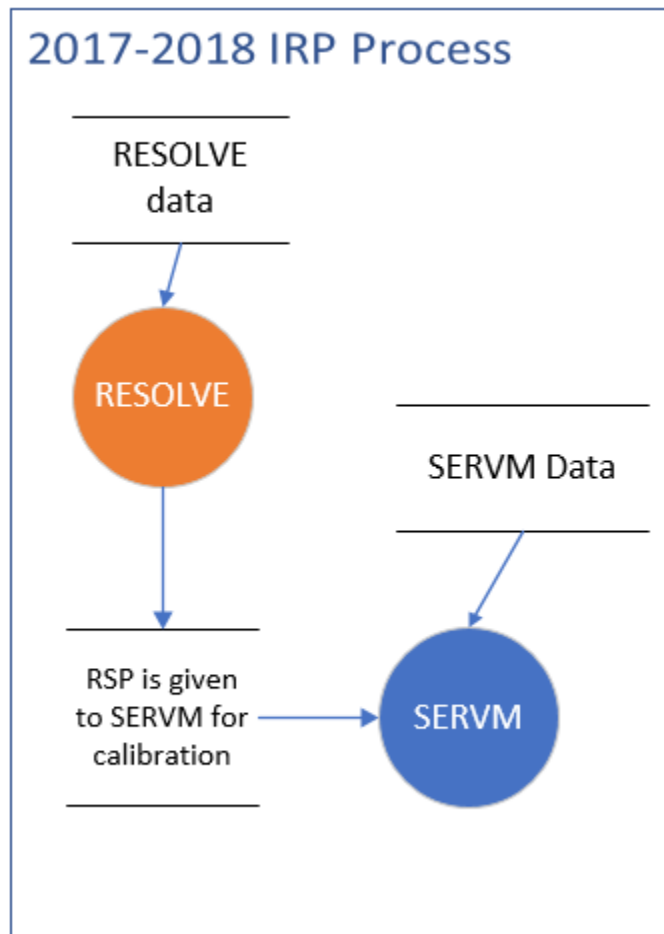 2017-2018 IRP Process
RESOLVE
data
RESOLVE
SERVM Data
RSP is given
to SERVM for
calibration
SERVM